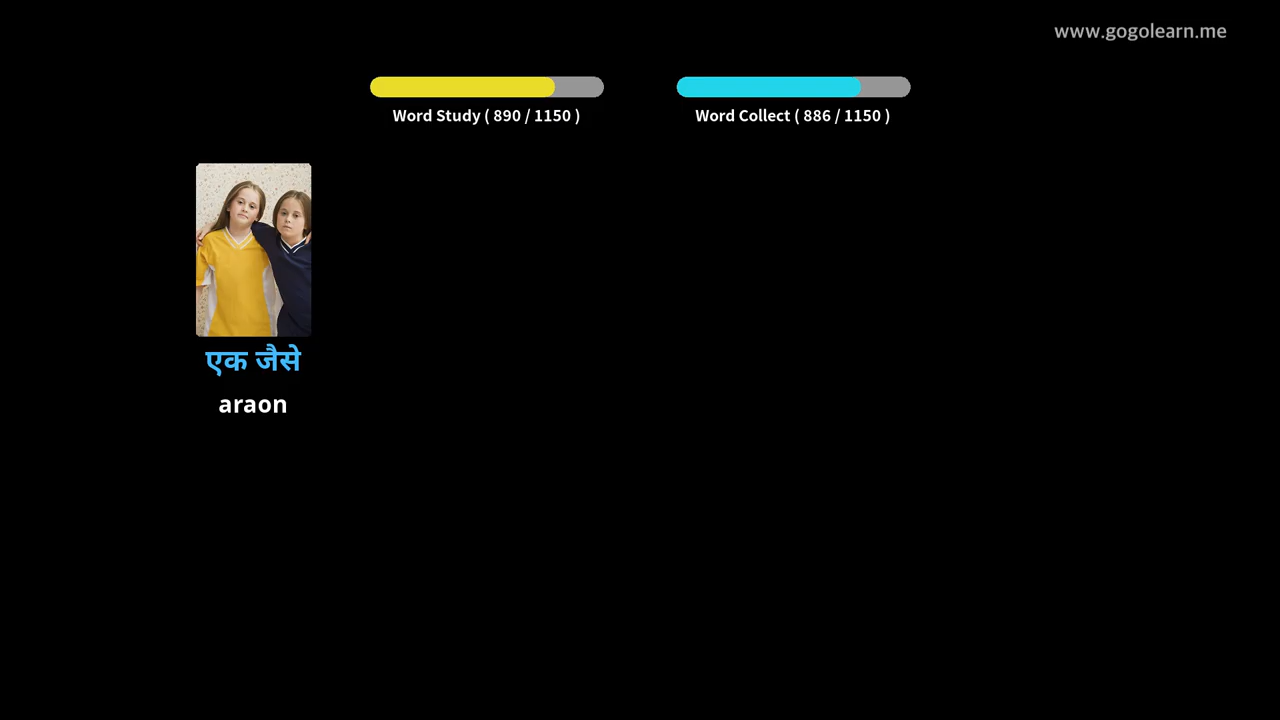 www.gogolearn.me
Word Study ( 890 / 1150 )
Word Collect ( 886 / 1150 )
एक जैसे
araon